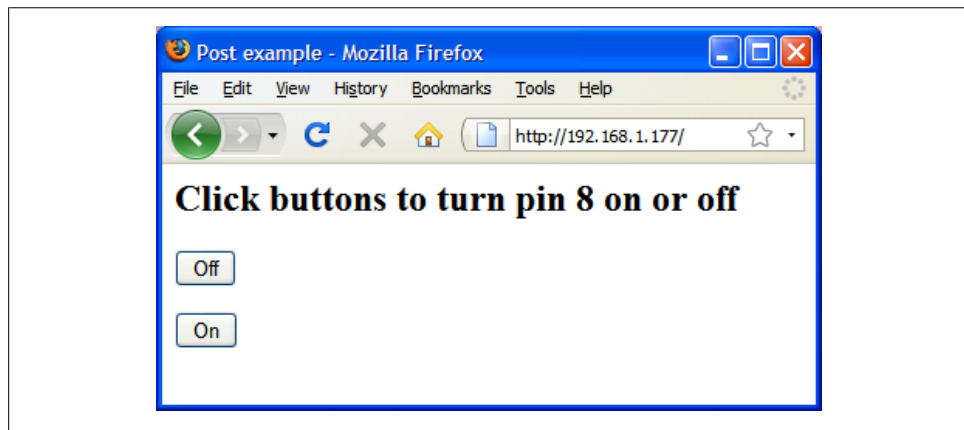 Post example - Mozilla Firefox
File Edit View History Bookmarks Tools Help
http://192.168.1.177/
Click buttons to turn pin 8 on or off
Off
On